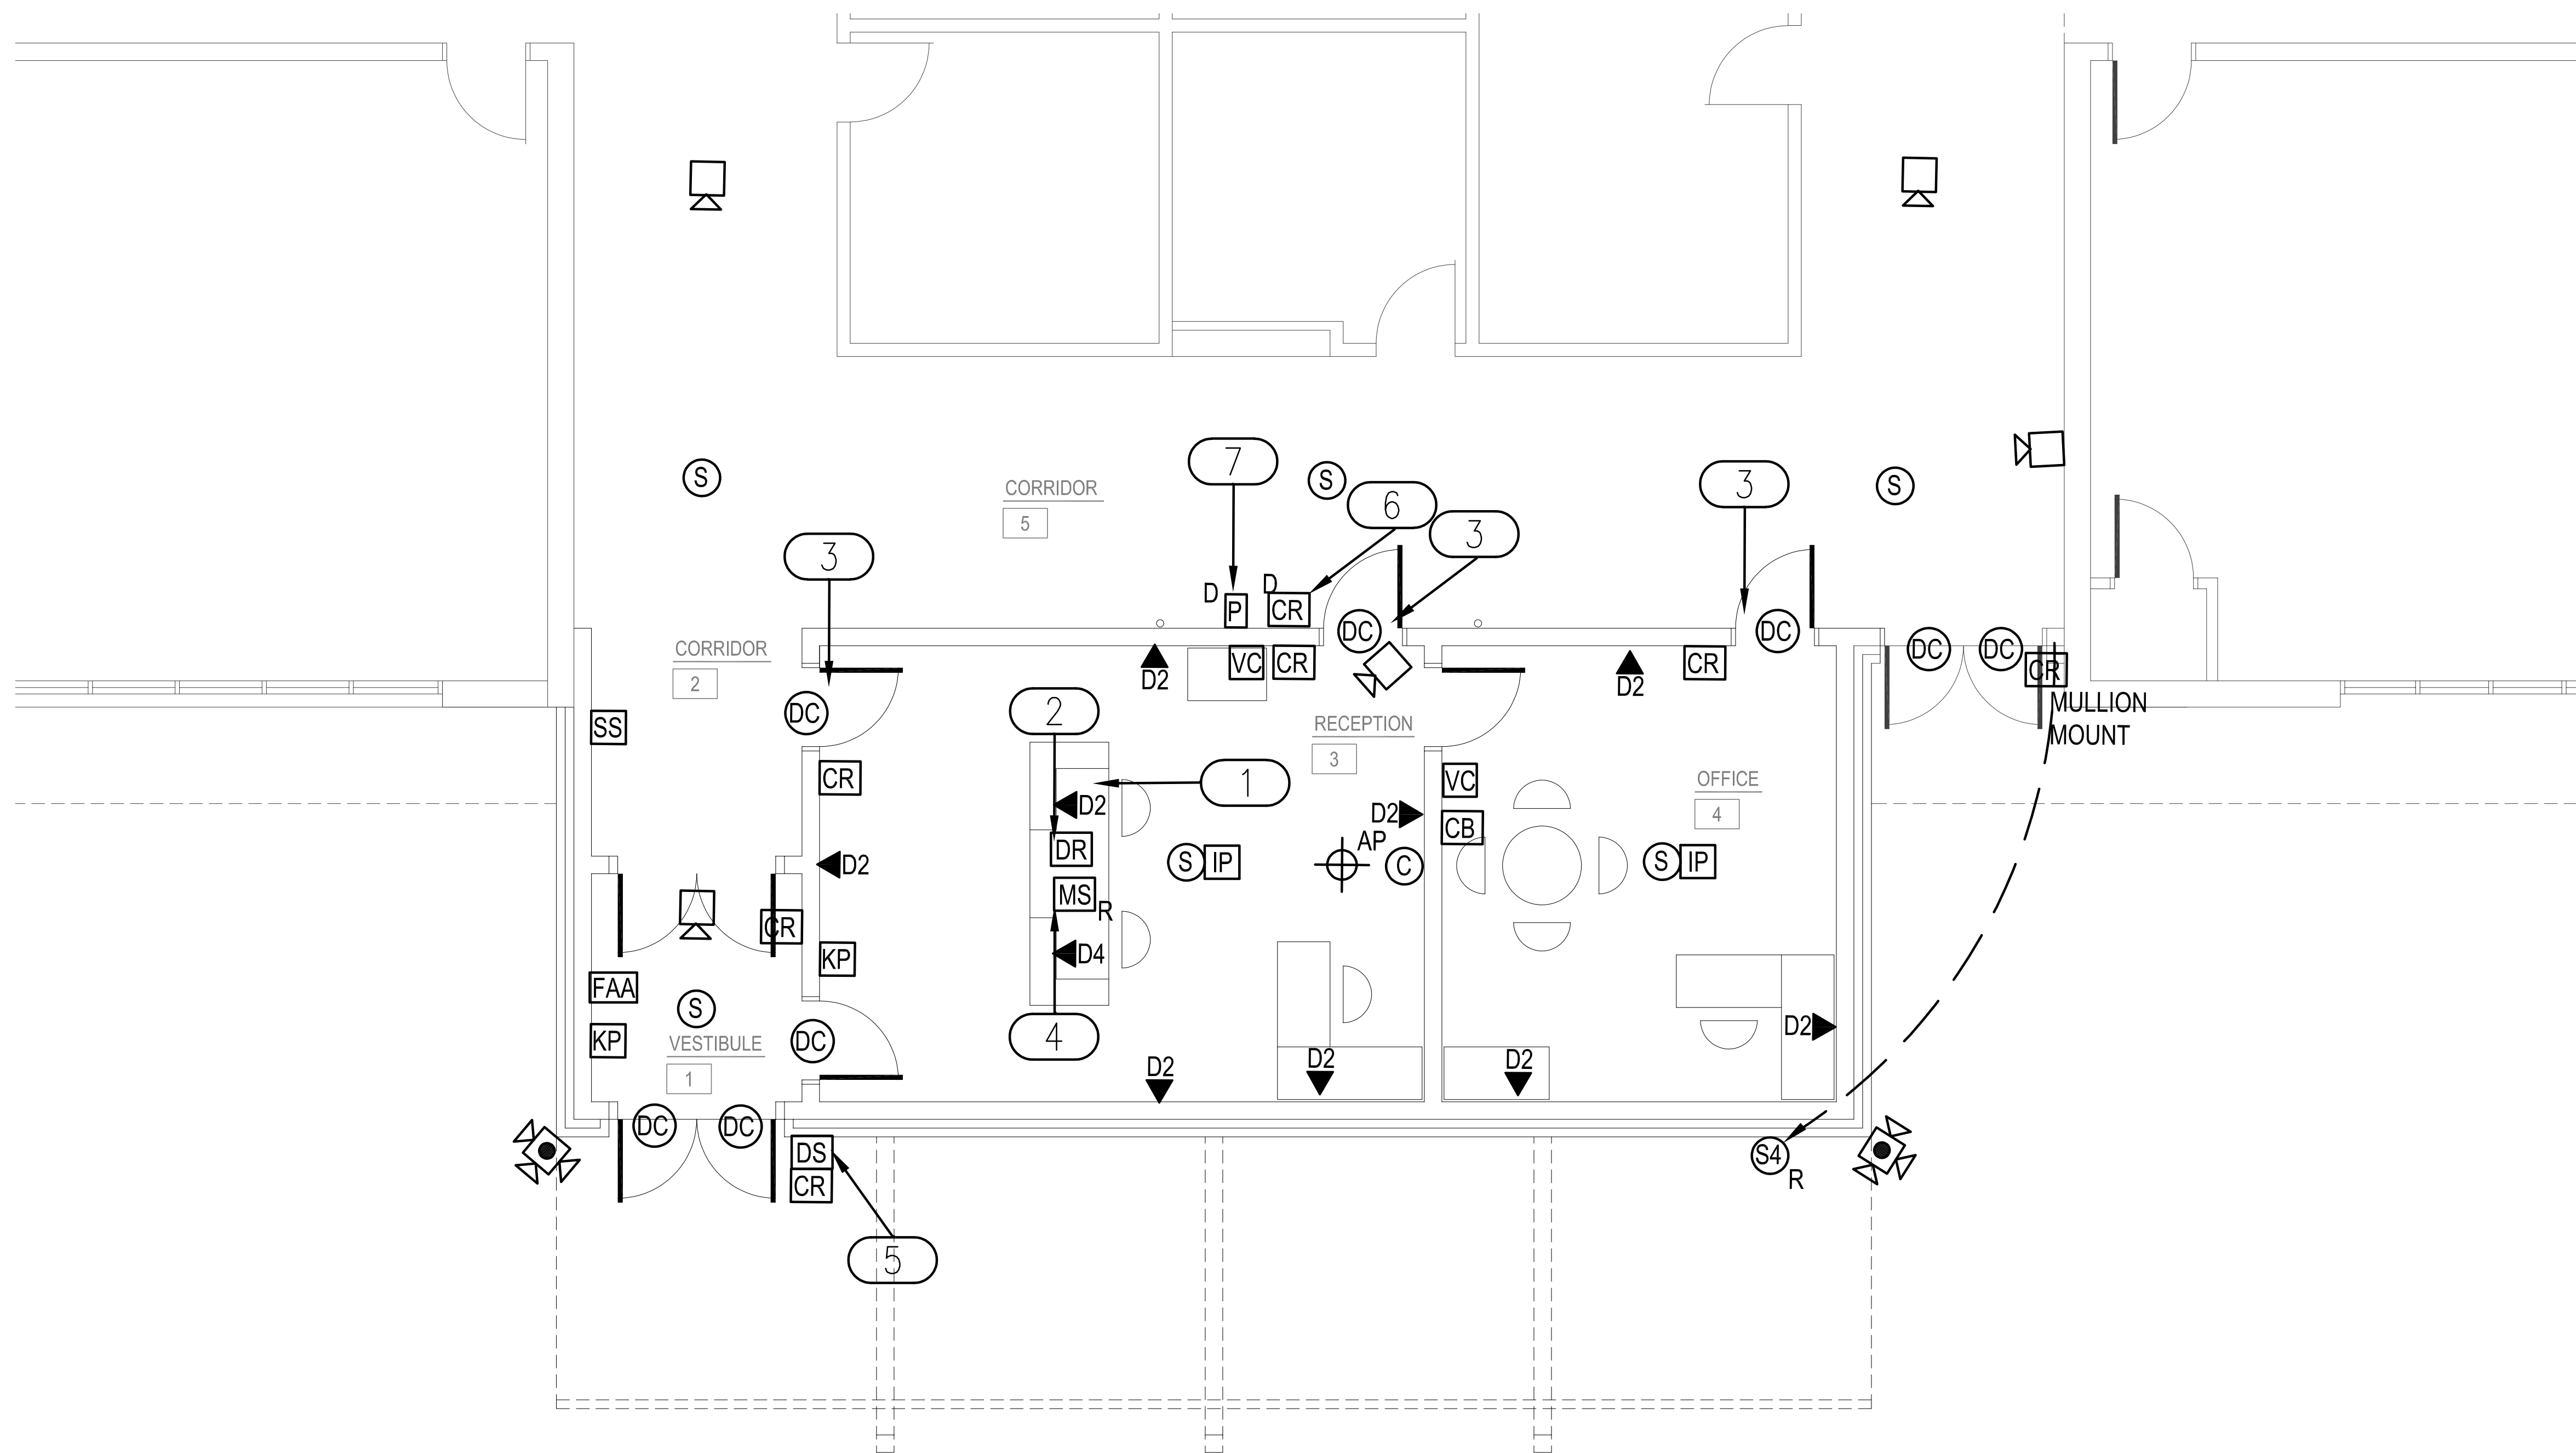 S
7
S
6
3
3
S
CORRIDOR
5
3
D
P
D
CR
DC
DC
DC
DC
CORRIDOR
2
D2
VC
CR
D2
CR
CR
MULLION
MOUNT
SS
DC
2
RECEPTION
3
CR
1
VC
OFFICE
4
D2
D2
DR
AP
CB
D2
S
IP
C
S
IP
MS
R
CR
D4
KP
FAA
S
4
KP
DC
VESTIBULE
1
D2
D2
D2
D2
DC
DC
DS
CR
S4
R
5